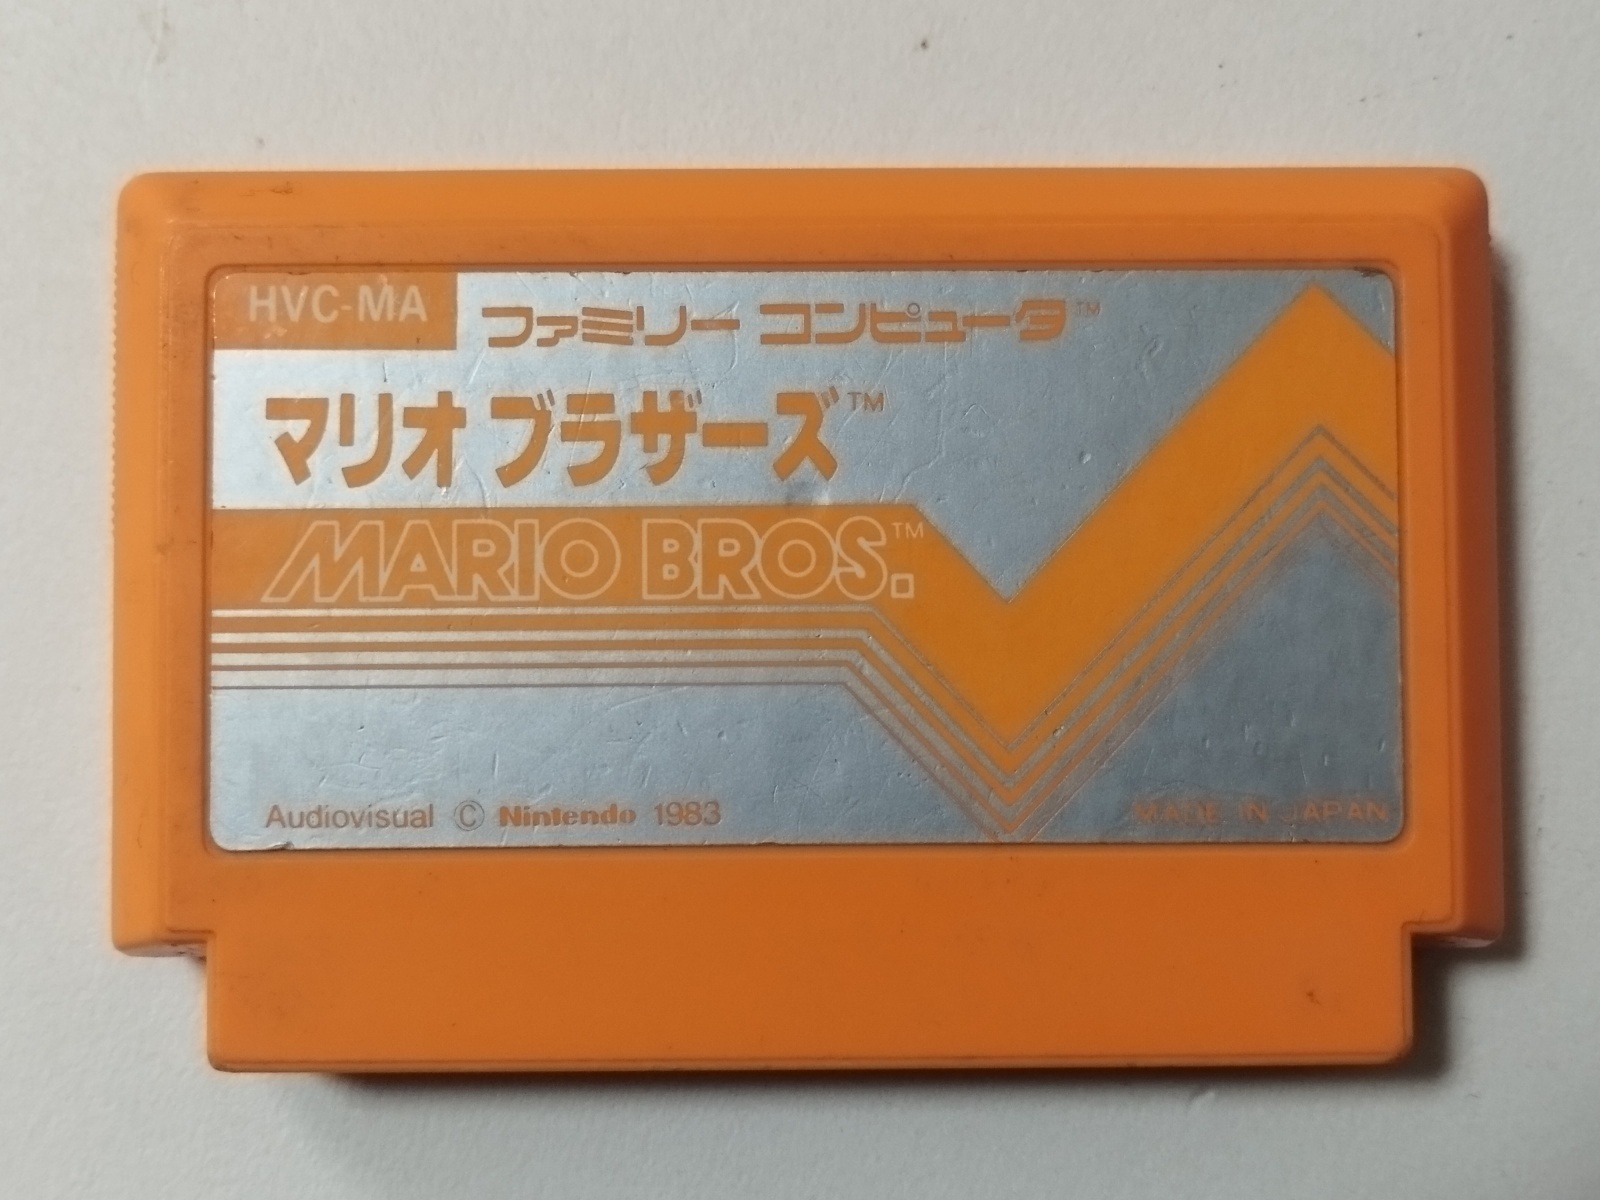 HVC-MA
ファミリー コンピュータ™
マリオ ブラザーズ™
MARIO BROS.™
Audiovisual © Nintendo 1983
MADE IN JAPAN